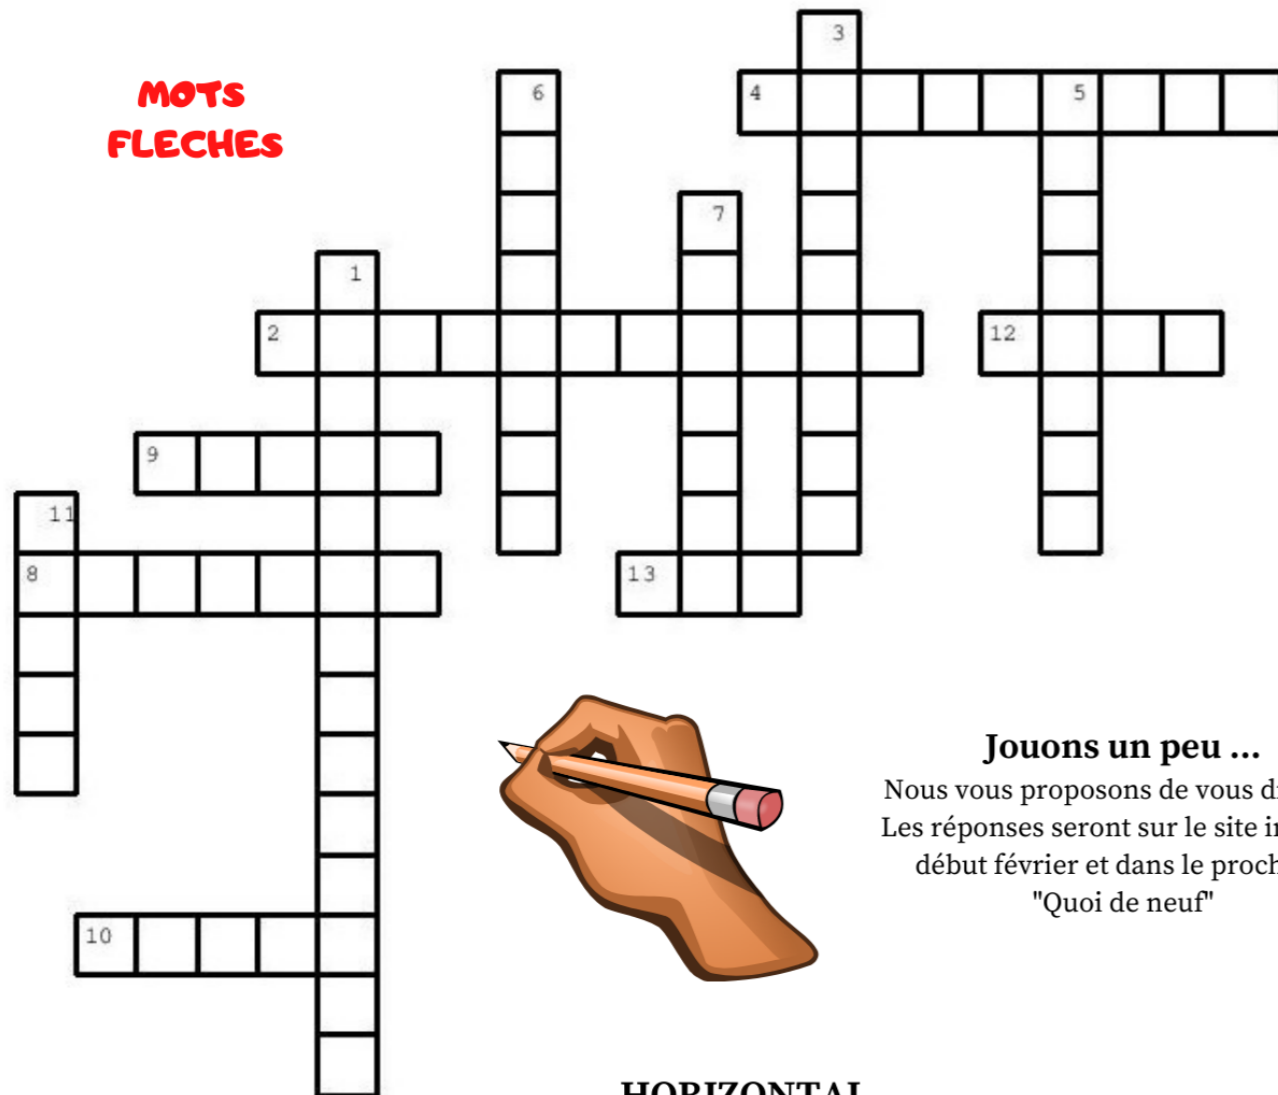 3
6
4
5
MOTS
FLECHES
7
1
2
12
9
11
8
13
Jouons un peu ...
Nous vous proposons de vous
Les réponses seront sur le site
début février et dans le
"Quoi de neuf"
10
HORIZONTAL